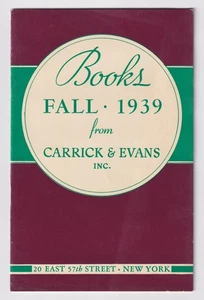 Books
FALL · 1939
from
CARRICK & EVANS
INC.
20 EAST 57th STREET · NEW YORK